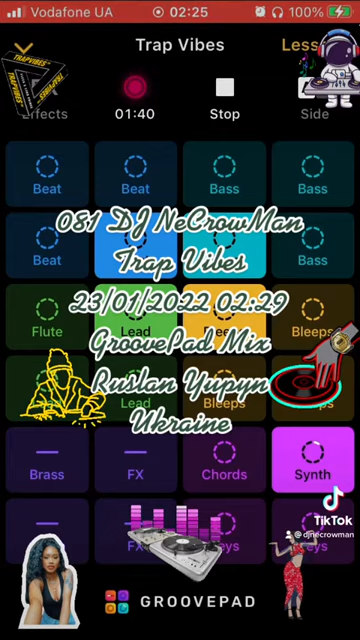 Vodafone UA 02:25 100%
Trap Vibes
TRAPVIBES
Effects
01:40
Stop
Side
Beat Beat Bass Bass
Beat Bass
081 DJ NeCrowMan
Trap Vibes
23/01/2022 02:29
GroovePad Mix
Ruslan Yupyn
Ukraine
Flute Lead Bleeps
Lead Bleeps
Brass FX Chords Synth
TikTok
@djnecrowman
GROOVEPAD